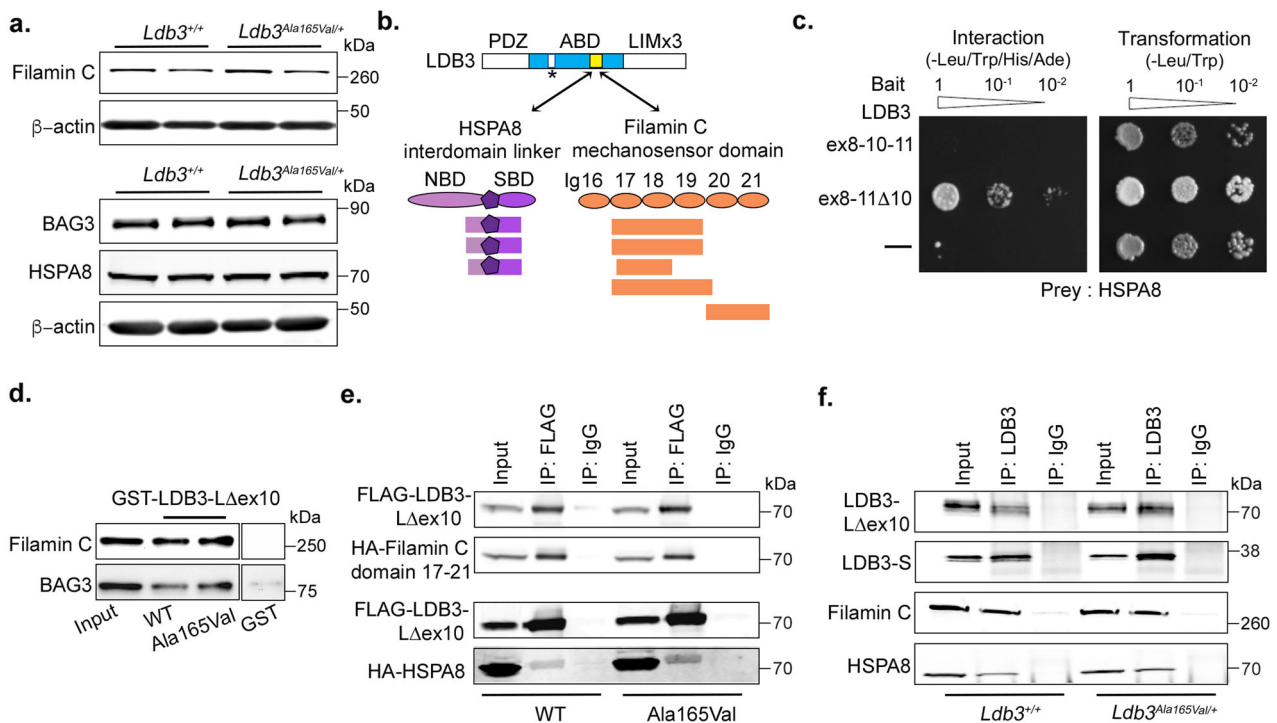 a.
Ldb3+/+ Ldb3Ala165Val/+
kDa
Filamin C
260
50
β–actin
Ldb3+/+ Ldb3Ala165Val/+
kDa
90
BAG3
HSPA8
70
50
β–actin
b.
PDZ ABD LIMx3
LDB3
*
HSPA8
interdomain linker
NBD SBD
Filamin C
mechanosensor domain
Ig16 17 18 19 20 21
c.
Interaction
(-Leu/Trp/His/Ade)
Transformation
(-Leu/Trp)
Bait 1 10-1 10-2 1 10-1 10-2
LDB3
ex8-10-11
ex8-11Δ10
—
Prey : HSPA8
d.
GST-LDB3-LΔex10
kDa
Filamin C
250
BAG3
75
Input
WT
Ala165Val
GST
e.
Input IP: FLAG IP: IgG Input IP: FLAG IP: IgG
kDa
FLAG-LDB3-
LΔex10
70
HA-Filamin C
domain 17-21
70
FLAG-LDB3-
LΔex10
70
HA-HSPA8
70
WT Ala165Val
f.
Input IP: LDB3 IP: IgG Input IP: LDB3 IP: IgG
kDa
LDB3-
LΔex10
70
LDB3-S
38
Filamin C
260
HSPA8
70
Ldb3+/+ Ldb3Ala165Val/+